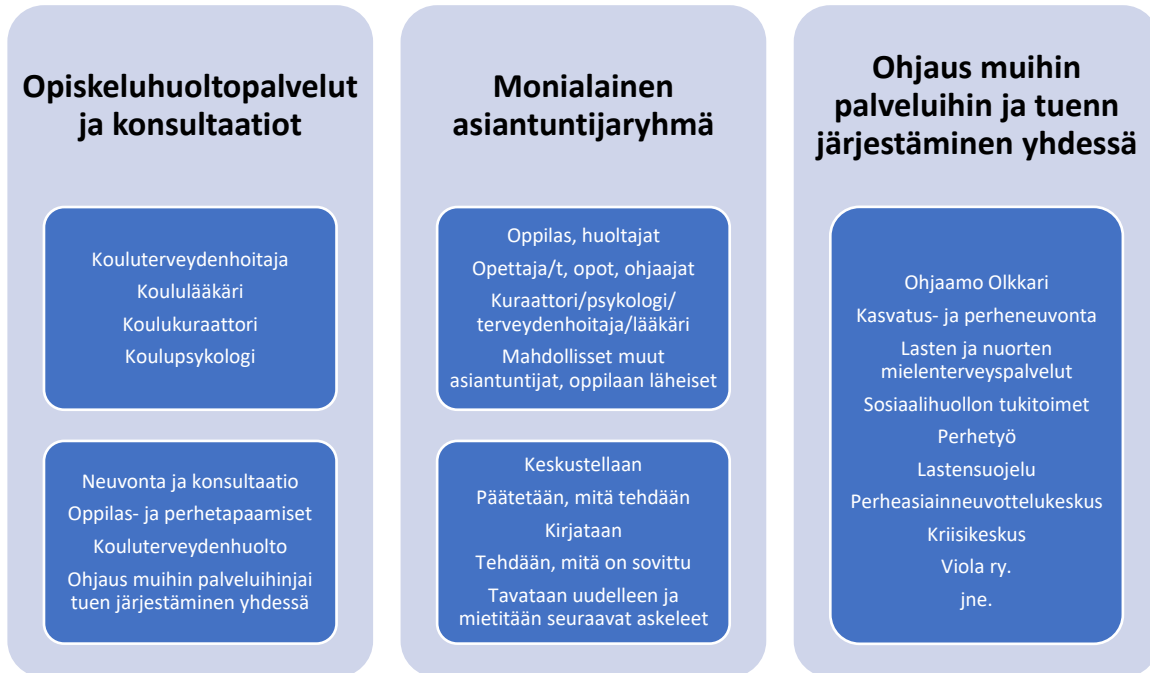 Opiskeluhuoltopalvelut
ja konsultaatiot
Kouluterveydenhoitaja
Koululääkäri
Koulukuraattori
Koulupsykologi
Neuvonta ja konsultaatio
Oppilas- ja perhetapaamiset
Kouluterveydenhuolto
Ohjaus muihin palveluihinjai
tuen järjestäminen yhdessä
Monialainen
asiantuntijaryhmä
Oppilas, huoltajat
Opettaja/t, opot, ohjaajat
Kuraattori/psykologi/
terveydenhoitaja/lääkäri
Mahdollisset muut
asiantuntijat, oppilaan läheiset
Keskustellaan
Päätetään, mitä tehdään
Kirjataan
Tehdään, mitä on sovittu
Tavataan uudelleen ja
mietitään seuraavat askeleet
Ohjaus muihin
palveluihin ja tuenn
järjestäminen yhdessä
Ohjaamo Olkkari
Kasvatus- ja perheneuvonta
Lasten ja nuorten
mielenterveyspalvelut
Sosiaalihuollon tukitoimet
Perhetyö
Lastensuojelu
Perheasiainneuvottelukeskus
Kriisikeskus
Viola ry.
jne.